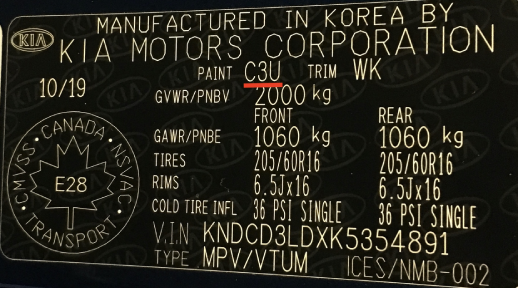 MANUFACTURED IN KOREA BY
KIA KIA MOTORS CORPORATION
PAINT C3U TRIM WK
10/19
GVWR/PNBV 2000 kg
FRONT REAR
GAWR/PNBE 1060 kg 1060 kg
TIRES 205/60R16 205/60R16
RIMS 6.5Jx16 6.5Jx16
COLD TIRE INFL 36 PSI SINGLE 36 PSI SINGLE
V.I.N KNDCD3LDXK5354891
TYPE MPV/VTUM ICES/NMB-002
CANADA
CMVSS NSVAC
E28
TRANSPORT